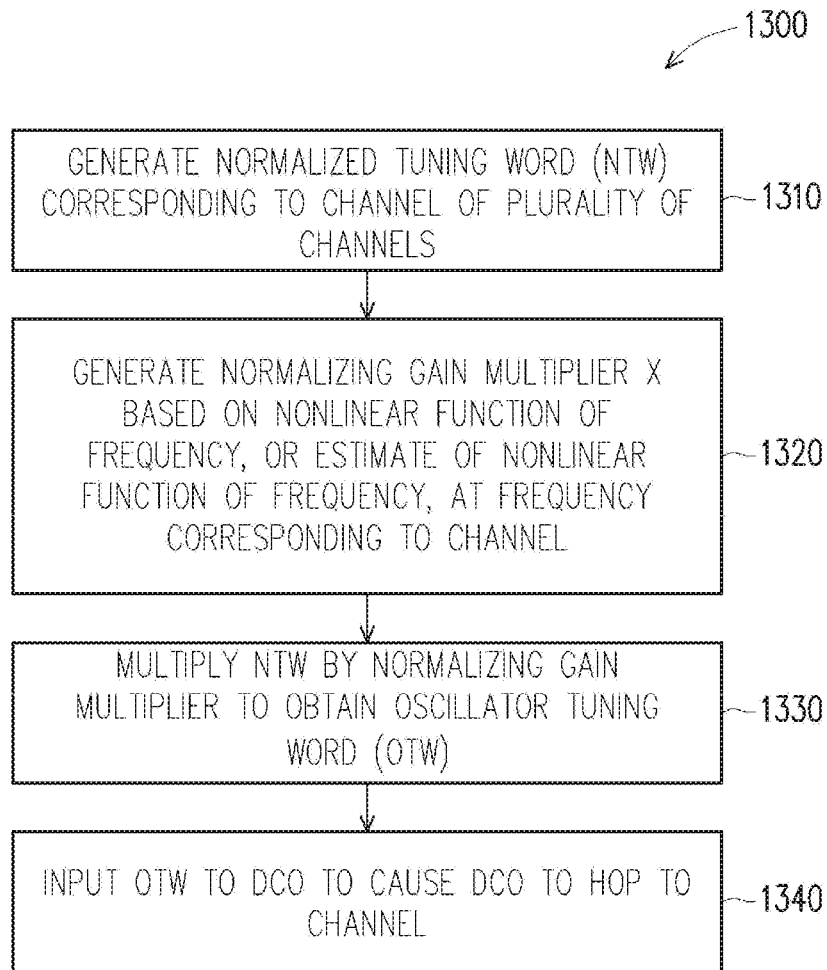 1300
GENERATE NORMALIZED TUNING WORD (NTW)
CORRESPONDING TO CHANNEL OF PLURALITY OF
CHANNELS
1310
GENERATE NORMALIZING GAIN MULTIPLIER X
BASED ON NONLINEAR FUNCTION OF
FREQUENCY, OR ESTIMATE OF NONLINEAR
FUNCTION OF FREQUENCY, AT FREQUENCY
CORRESPONDING TO CHANNEL
1320
MULTIPLY NTW BY NORMALIZING GAIN
MULTIPLIER TO OBTAIN OSCILLATOR TUNING
WORD (OTW)
1330
INPUT OTW TO DCO TO CAUSE DCO TO HOP TO
CHANNEL
1340